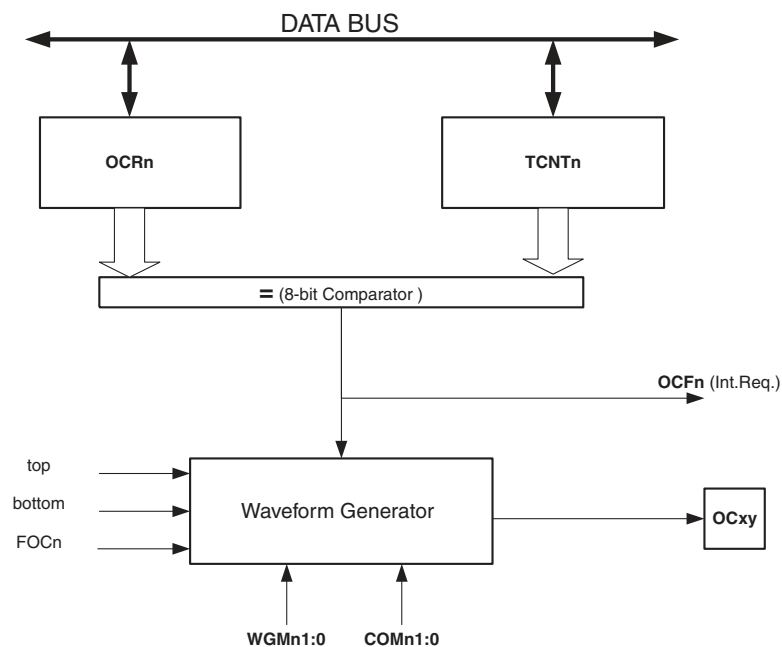 DATA BUS
OCRn
TCNTn
= (8-bit Comparator )
OCFn (Int.Req.)
top
bottom
FOCn
Waveform Generator
OCxy
WGMn1:0
COMn1:0